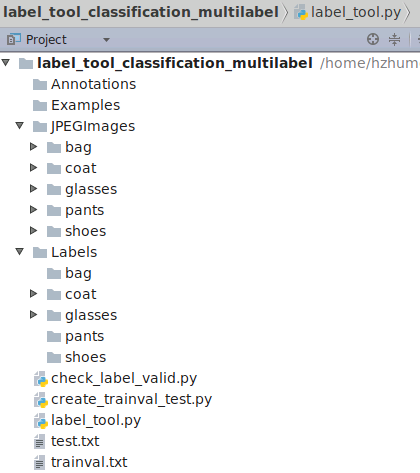 label_tool_classification_multilabel label_tool.py
Project
label_tool_classification_multilabel /home/hzhum
Annotations
Examples
JPEGImages
bag
coat
glasses
pants
shoes
Labels
bag
coat
glasses
pants
shoes
check_label_valid.py
create_trainval_test.py
label_tool.py
test.txt
trainval.txt